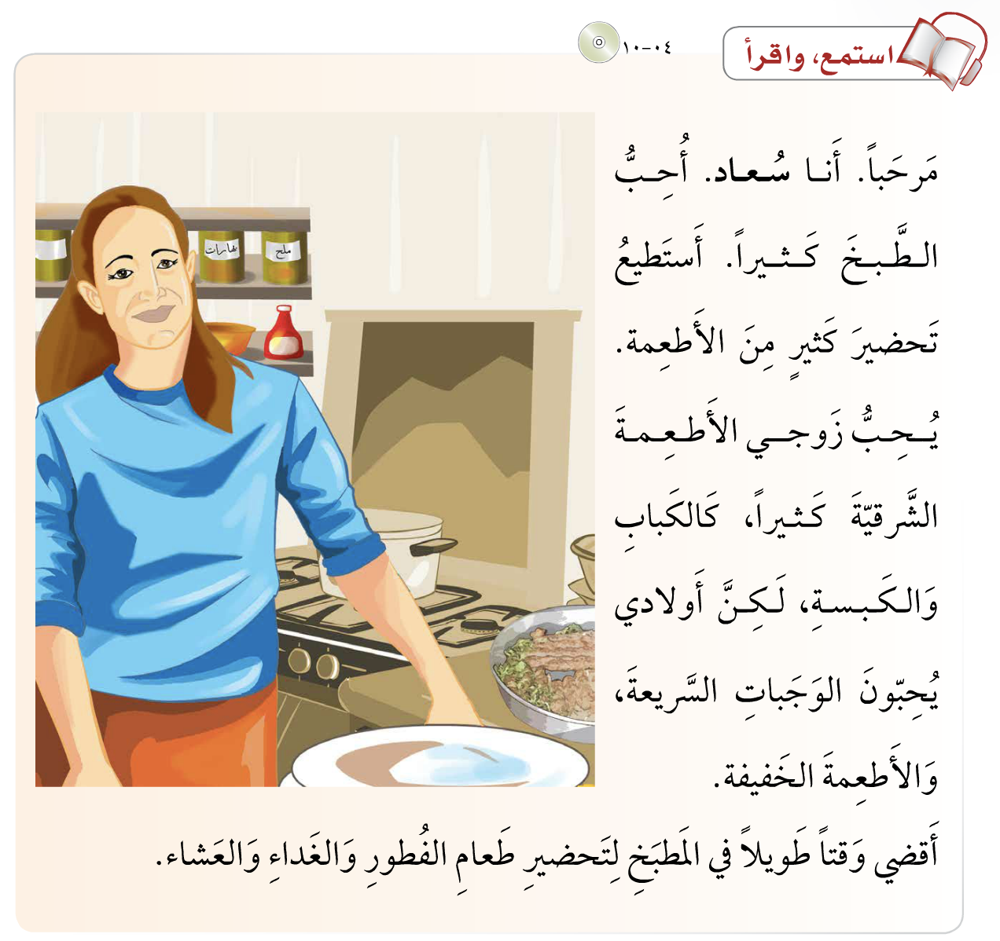 استمع، واقرأ
٠٤-١٠
مَرحَباً. أَنا سُعاد. أُحِبُّ
الطَّبخَ كَثيراً. أَستَطيعُ
تَحضيرَ كَثيرٍ مِنَ الأَطعِمة.
يُحِبُّ زَوجي الأَطعِمةَ
الشَّرقيّةَ كَثيراً، كَالكَبابِ
وَالكَبسةِ، لَكِنَّ أَولادي
يُحِبّونَ الوَجَباتِ السَّريعةَ،
وَالأَطعِمةَ الخَفيفة.
أَقضي وَقتاً طَويلاً في المَطبَخِ لِتَحضيرِ طَعامِ الفُطورِ وَالغَداءِ وَالعَشاء.
ملح
بهارات